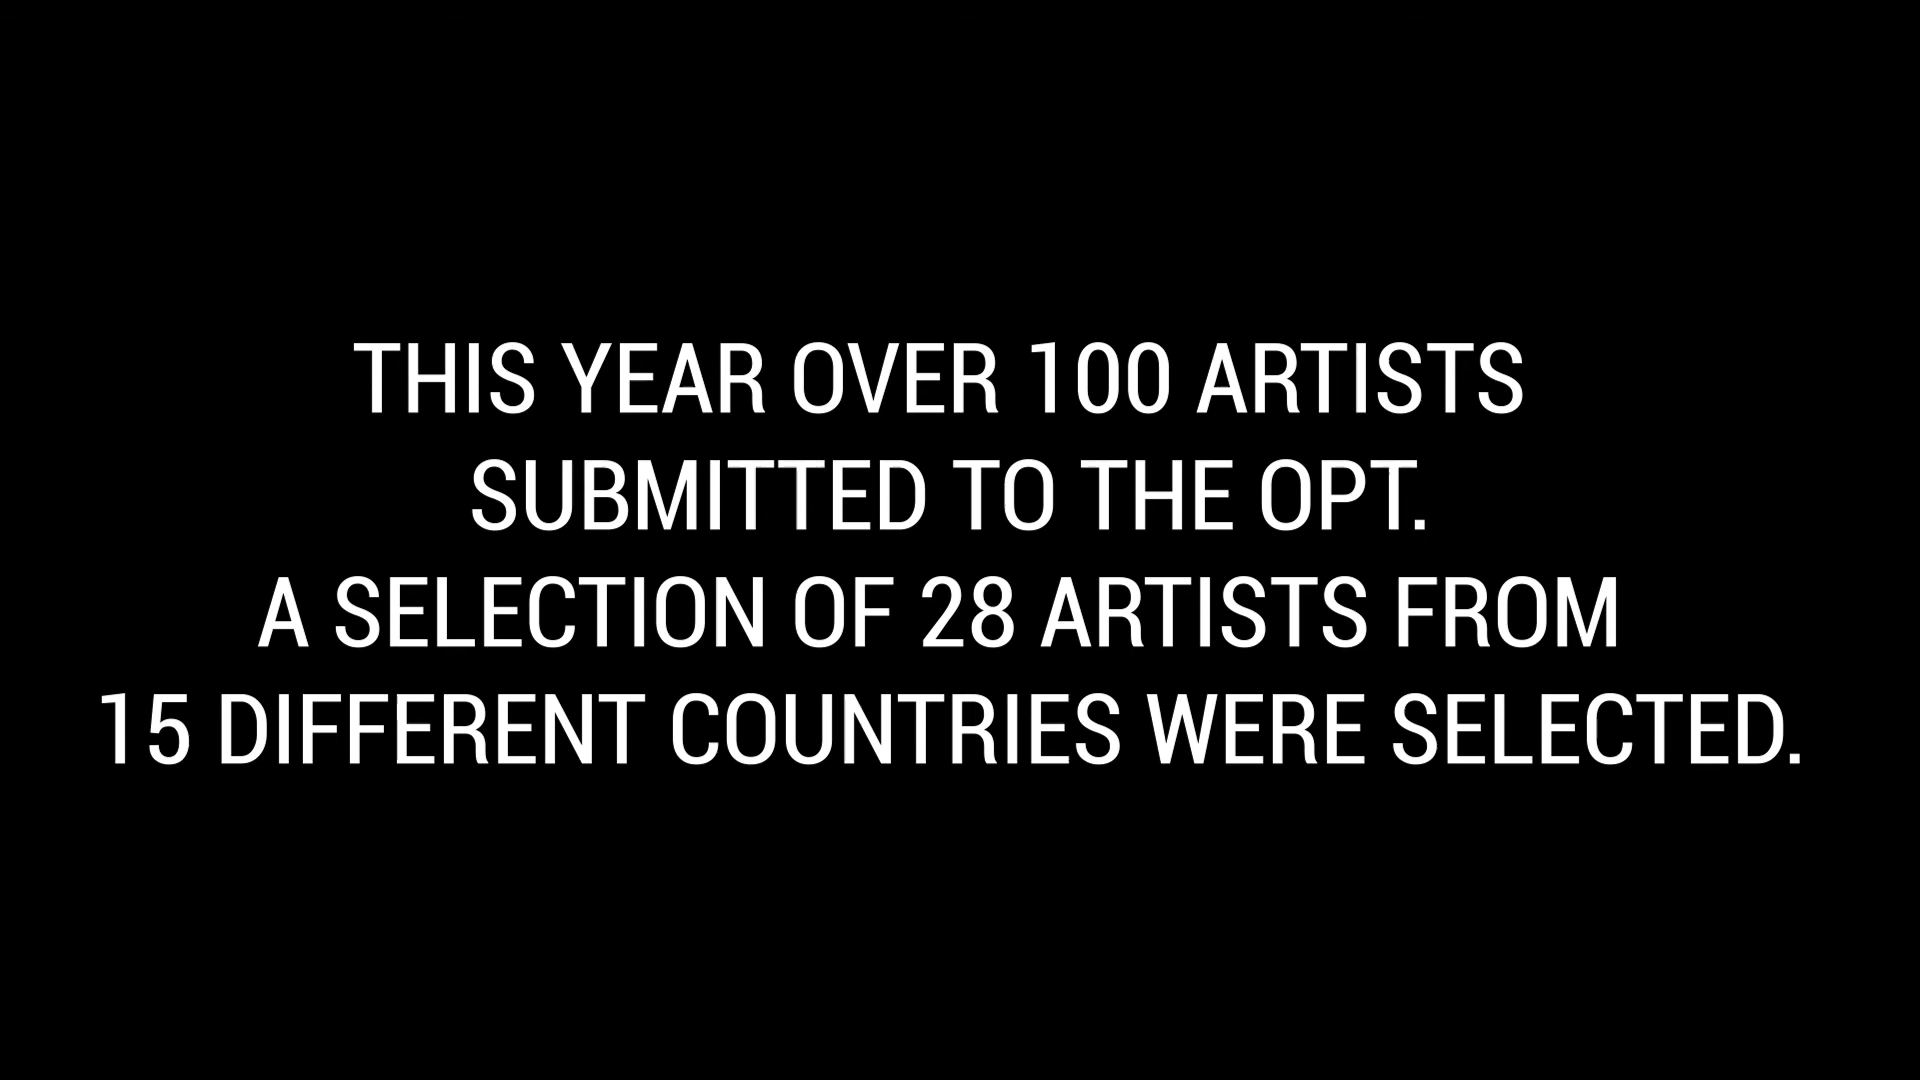 THIS YEAR OVER 100 ARTISTS
SUBMITTED TO THE OPT.
A SELECTION OF 28 ARTISTS FROM
15 DIFFERENT COUNTRIES WERE SELECTED.